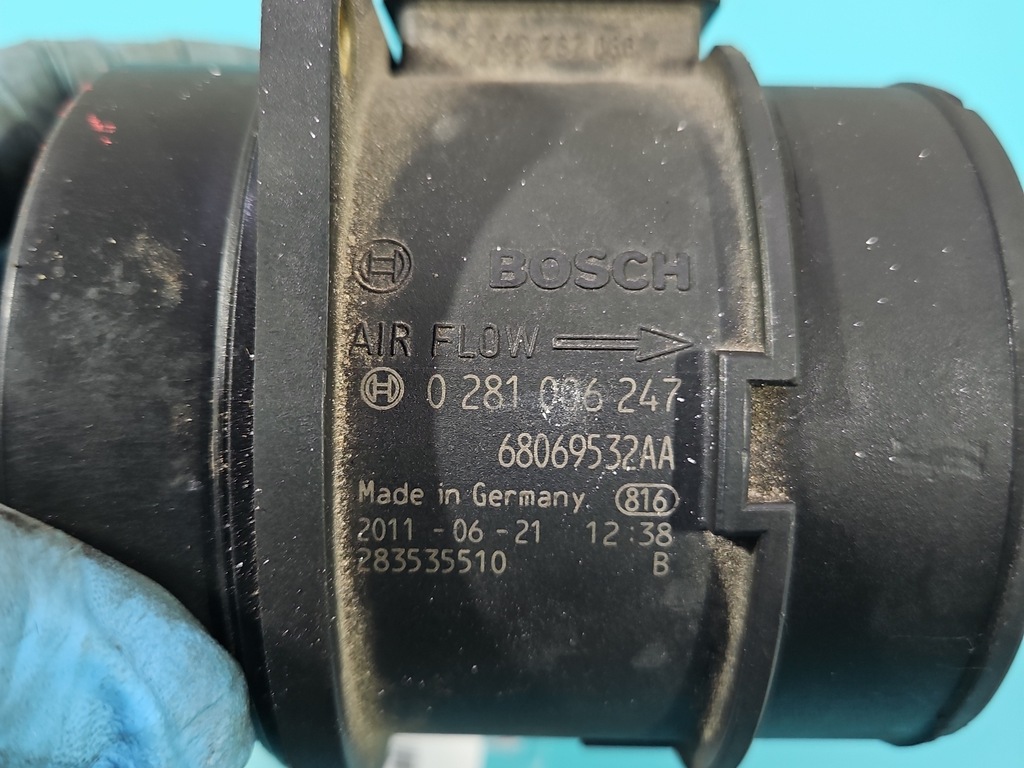 BOSCH
AIR FLOW
0 281 006 247
68069532AA
Made in Germany 816
2011 - 06 - 21 12:38
283535510 B